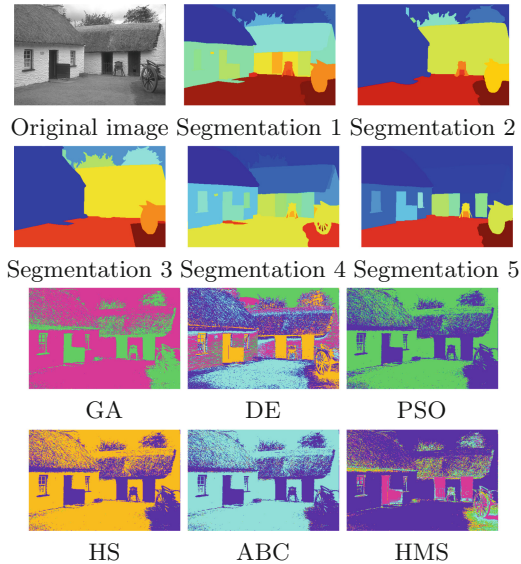 Original image Segmentation 1 Segmentation 2
Segmentation 3 Segmentation 4 Segmentation 5
GA DE PSO
HS ABC HMS